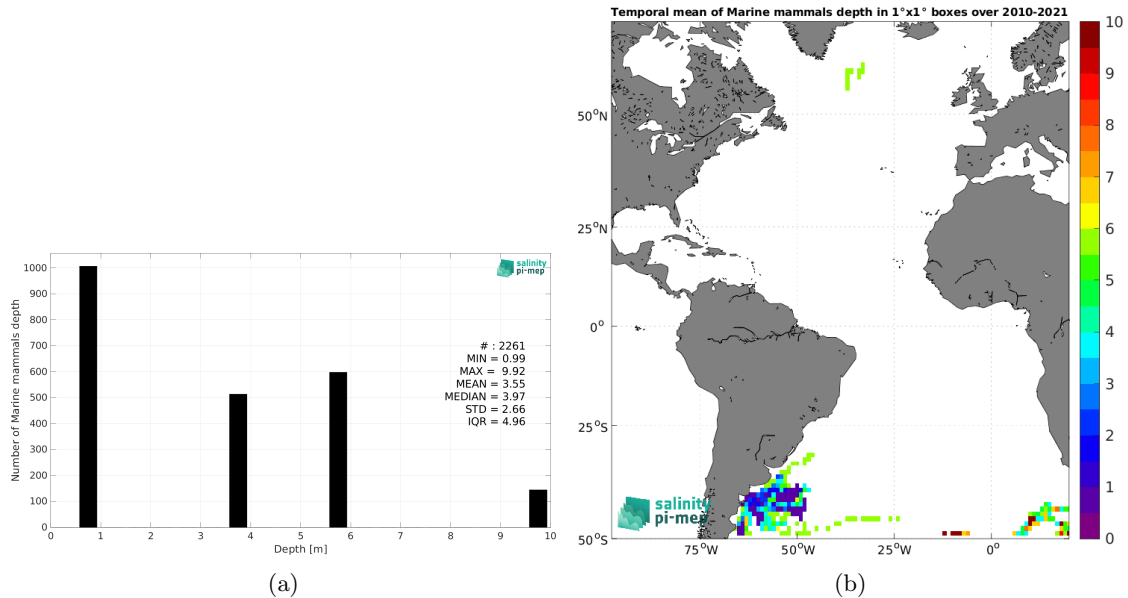 1000
900
800
700
600
500
400
300
200
100
0
Number of Marine mammals depth
salinity
pi-mep
# : 2261
MIN = 0.99
MAX = 9.92
MEAN = 3.55
MEDIAN = 3.97
STD = 2.66
IQR = 4.96
0 1 2 3 4 5 6 7 8 9 10
Depth [m]
(a)
Temporal mean of Marine mammals depth in 1°x1° boxes over 2010-2021
50°N
25°N
0°
25°S
50°S
salinity
pi-mep
75°W 50°W 25°W 0°
10
9
8
7
6
5
4
3
2
1
0
(b)